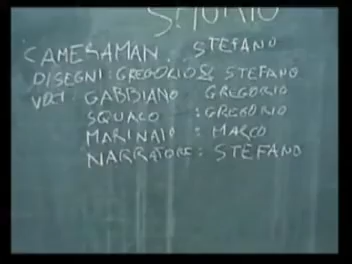 CAMERAMAN. STEFANO
DISEGNI: GREGORIO & STEFANO
VOCI: GABBIANO GREGORIO
SQUALO : GREGORIO
MARINAIO : MARCO
NARRATORE: STEFANO